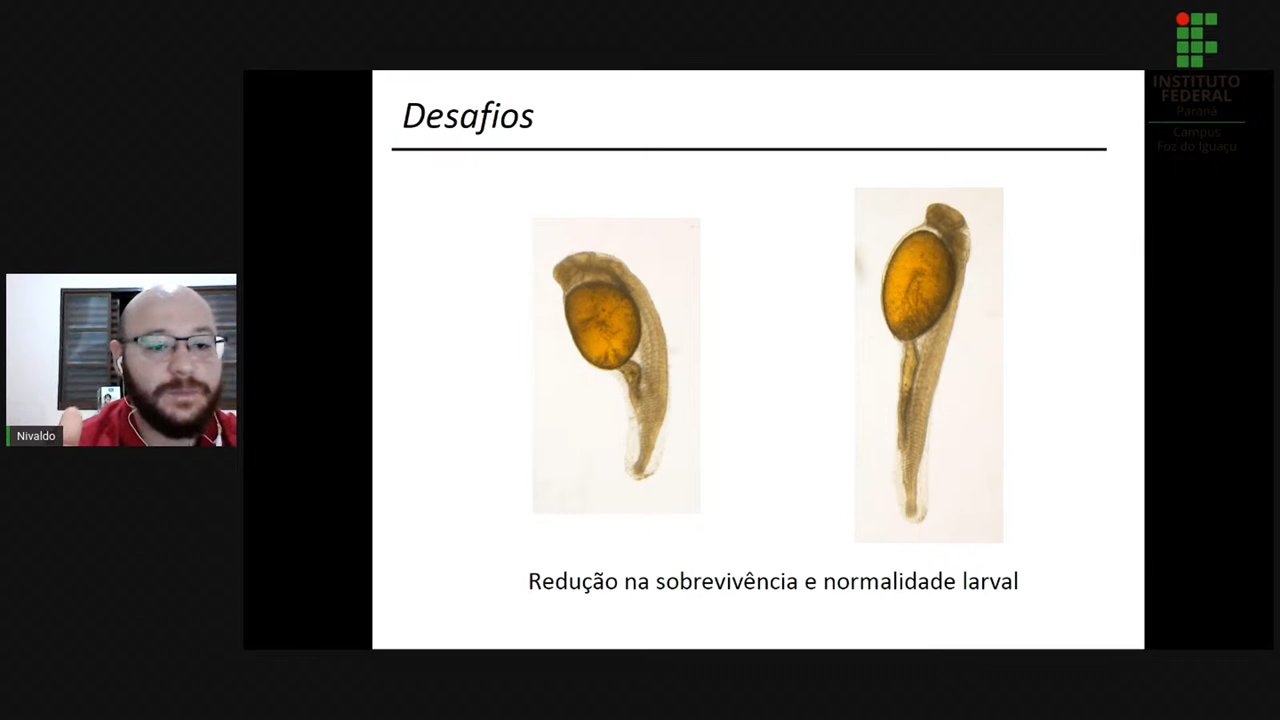 INSTITUTO
FEDERAL
Paraná
Campus
Foz do Iguaçu
Desafios
Nivaldo
Redução na sobrevivência e normalidade larval